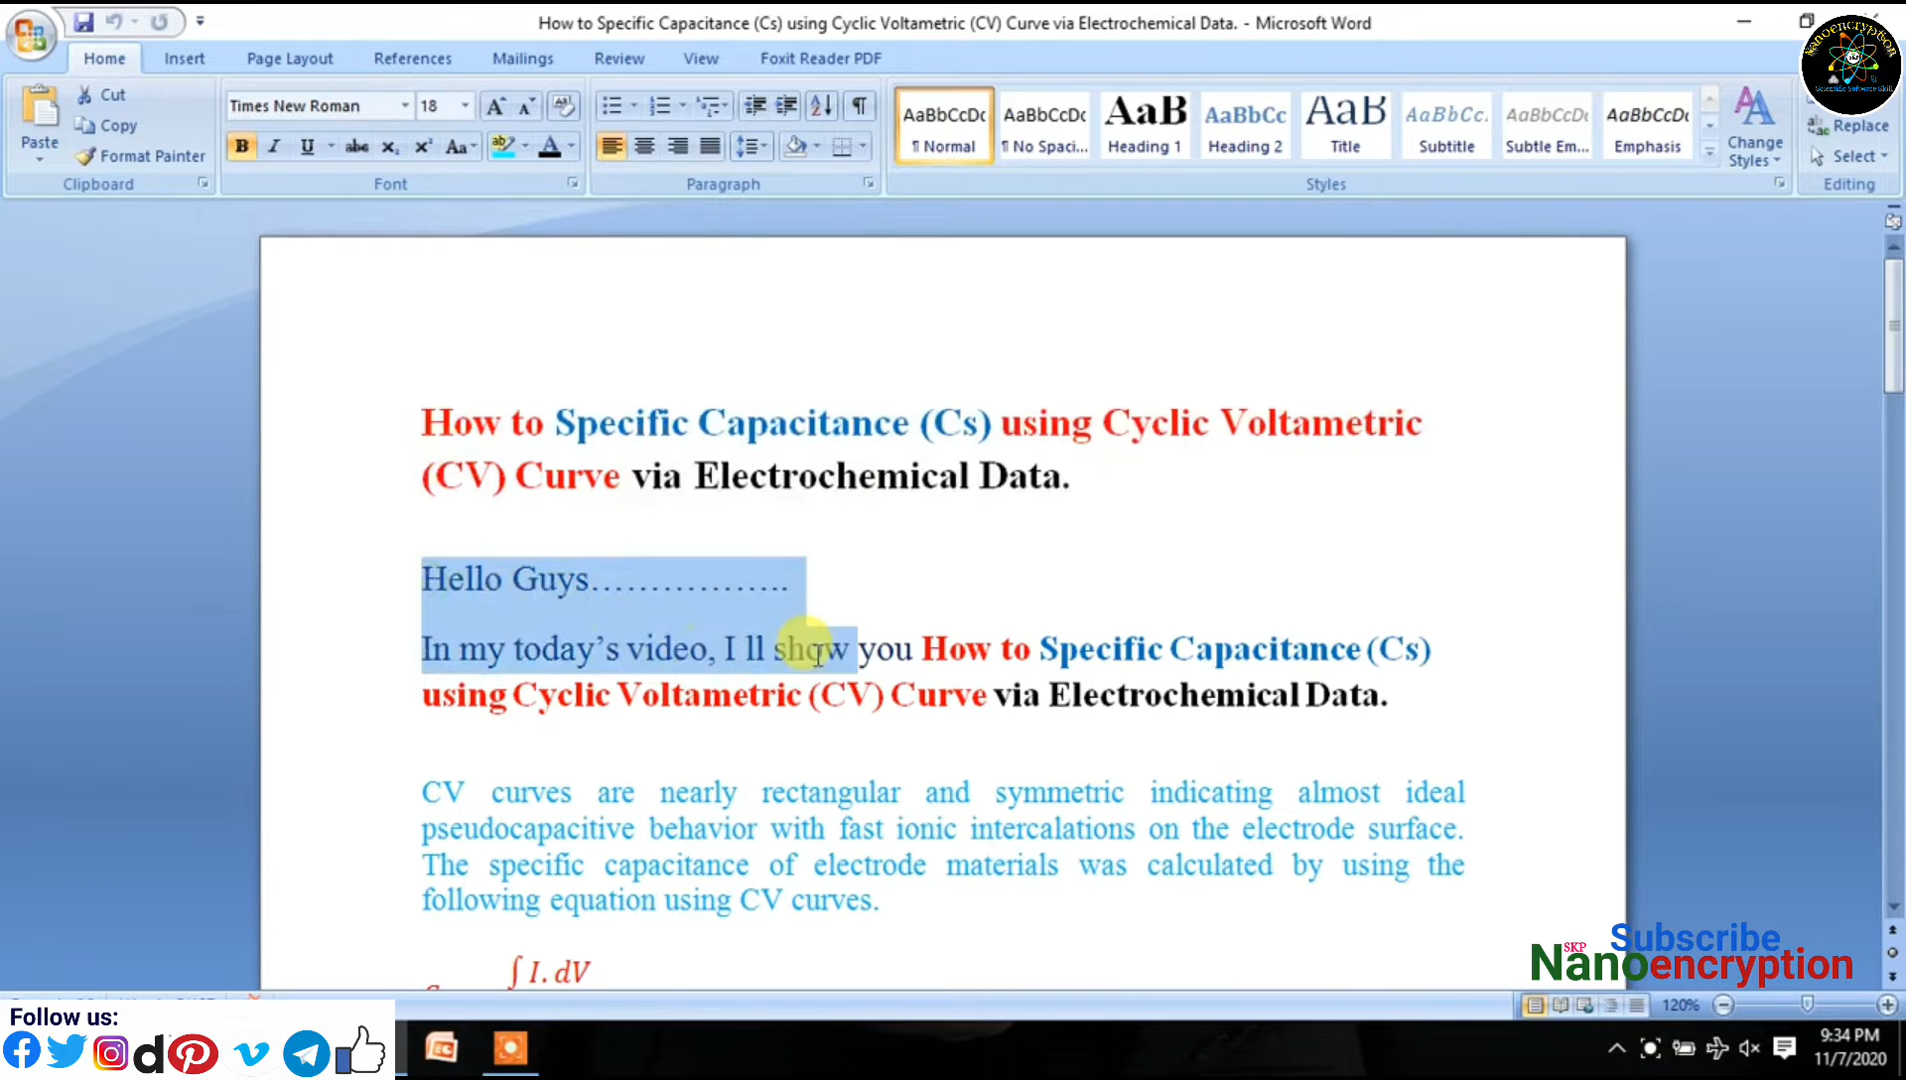 How to Specific Capacitance (Cs) using Cyclic Voltametric (CV) Curve via Electrochemical Data. - Microsoft Word
Home Insert Page Layout References Mailings Review View Foxit Reader PDF
Paste
Cut
Copy
Format Painter
Clipboard
Times New Roman 18
Font
Paragraph
AaBbCcDc AaBbCcDc AaB AaBbCc AaB AaBbCc. AaBbCcDc AaBbCcDc
¶ Normal ¶ No Spaci... Heading 1 Heading 2 Title Subtitle Subtle Em... Emphasis
Change Styles
Styles
Replace
Select
Editing
Nanoencryption
Scientific Software Skill
How to Specific Capacitance (Cs) using Cyclic Voltametric
(CV) Curve via Electrochemical Data.
Hello Guys……………..
In my today’s video, I ll show you How to Specific Capacitance (Cs)
using Cyclic Voltametric (CV) Curve via Electrochemical Data.
CV curves are nearly rectangular and symmetric indicating almost ideal
pseudocapacitive behavior with fast ionic intercalations on the electrode surface.
The specific capacitance of electrode materials was calculated by using the
following equation using CV curves.
∫ I. dV
Subscribe
SKP
Nanoencryption
120%
Follow us:
9:34 PM
11/7/2020